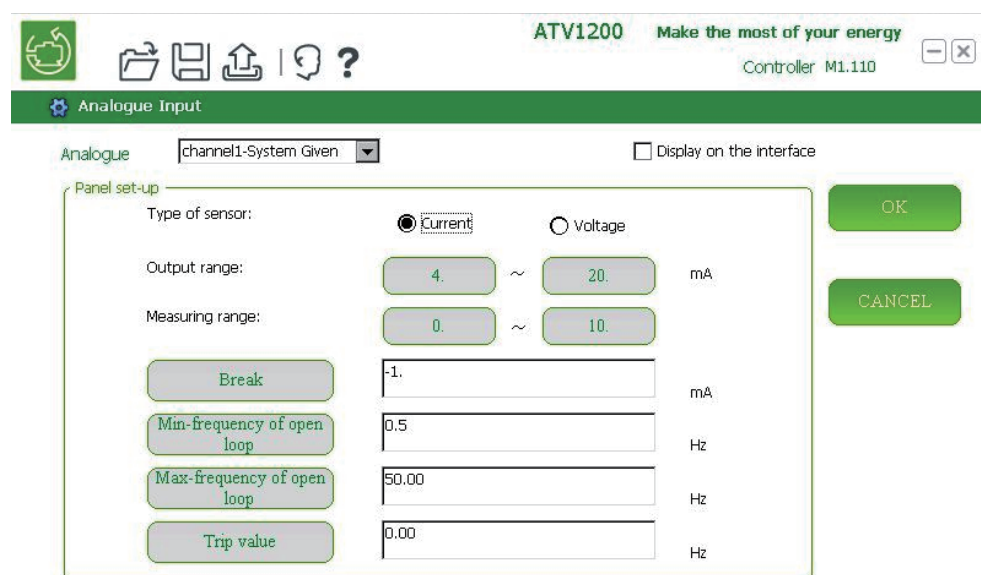 ATV1200 Make the most of your energy
Controller M1.110
?
Analogue Input
Analogue channel1-System Given Display on the interface
Panel set-up
Type of sensor: Current Voltage
OK
Output range: 4. ~ 20. mA
Measuring range: 0. ~ 10.
CANCEL
Break -1. mA
Min-frequency of open
loop
0.5 Hz
Max-frequency of open
loop
50.00 Hz
Trip value 0.00 Hz